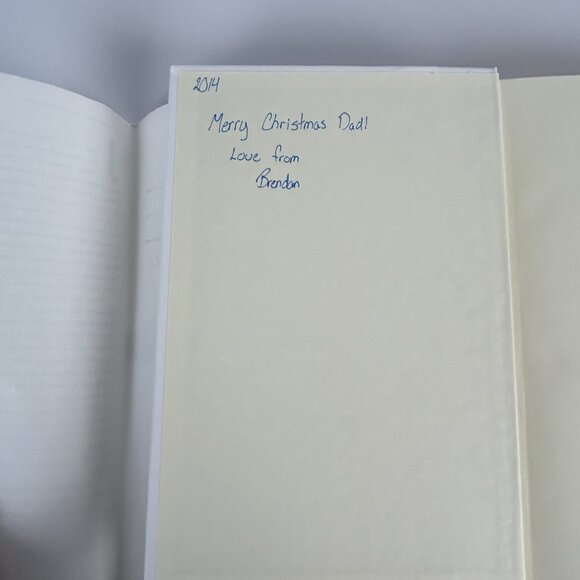 2014
Merry Christmas Dad!
Love from
Brendan